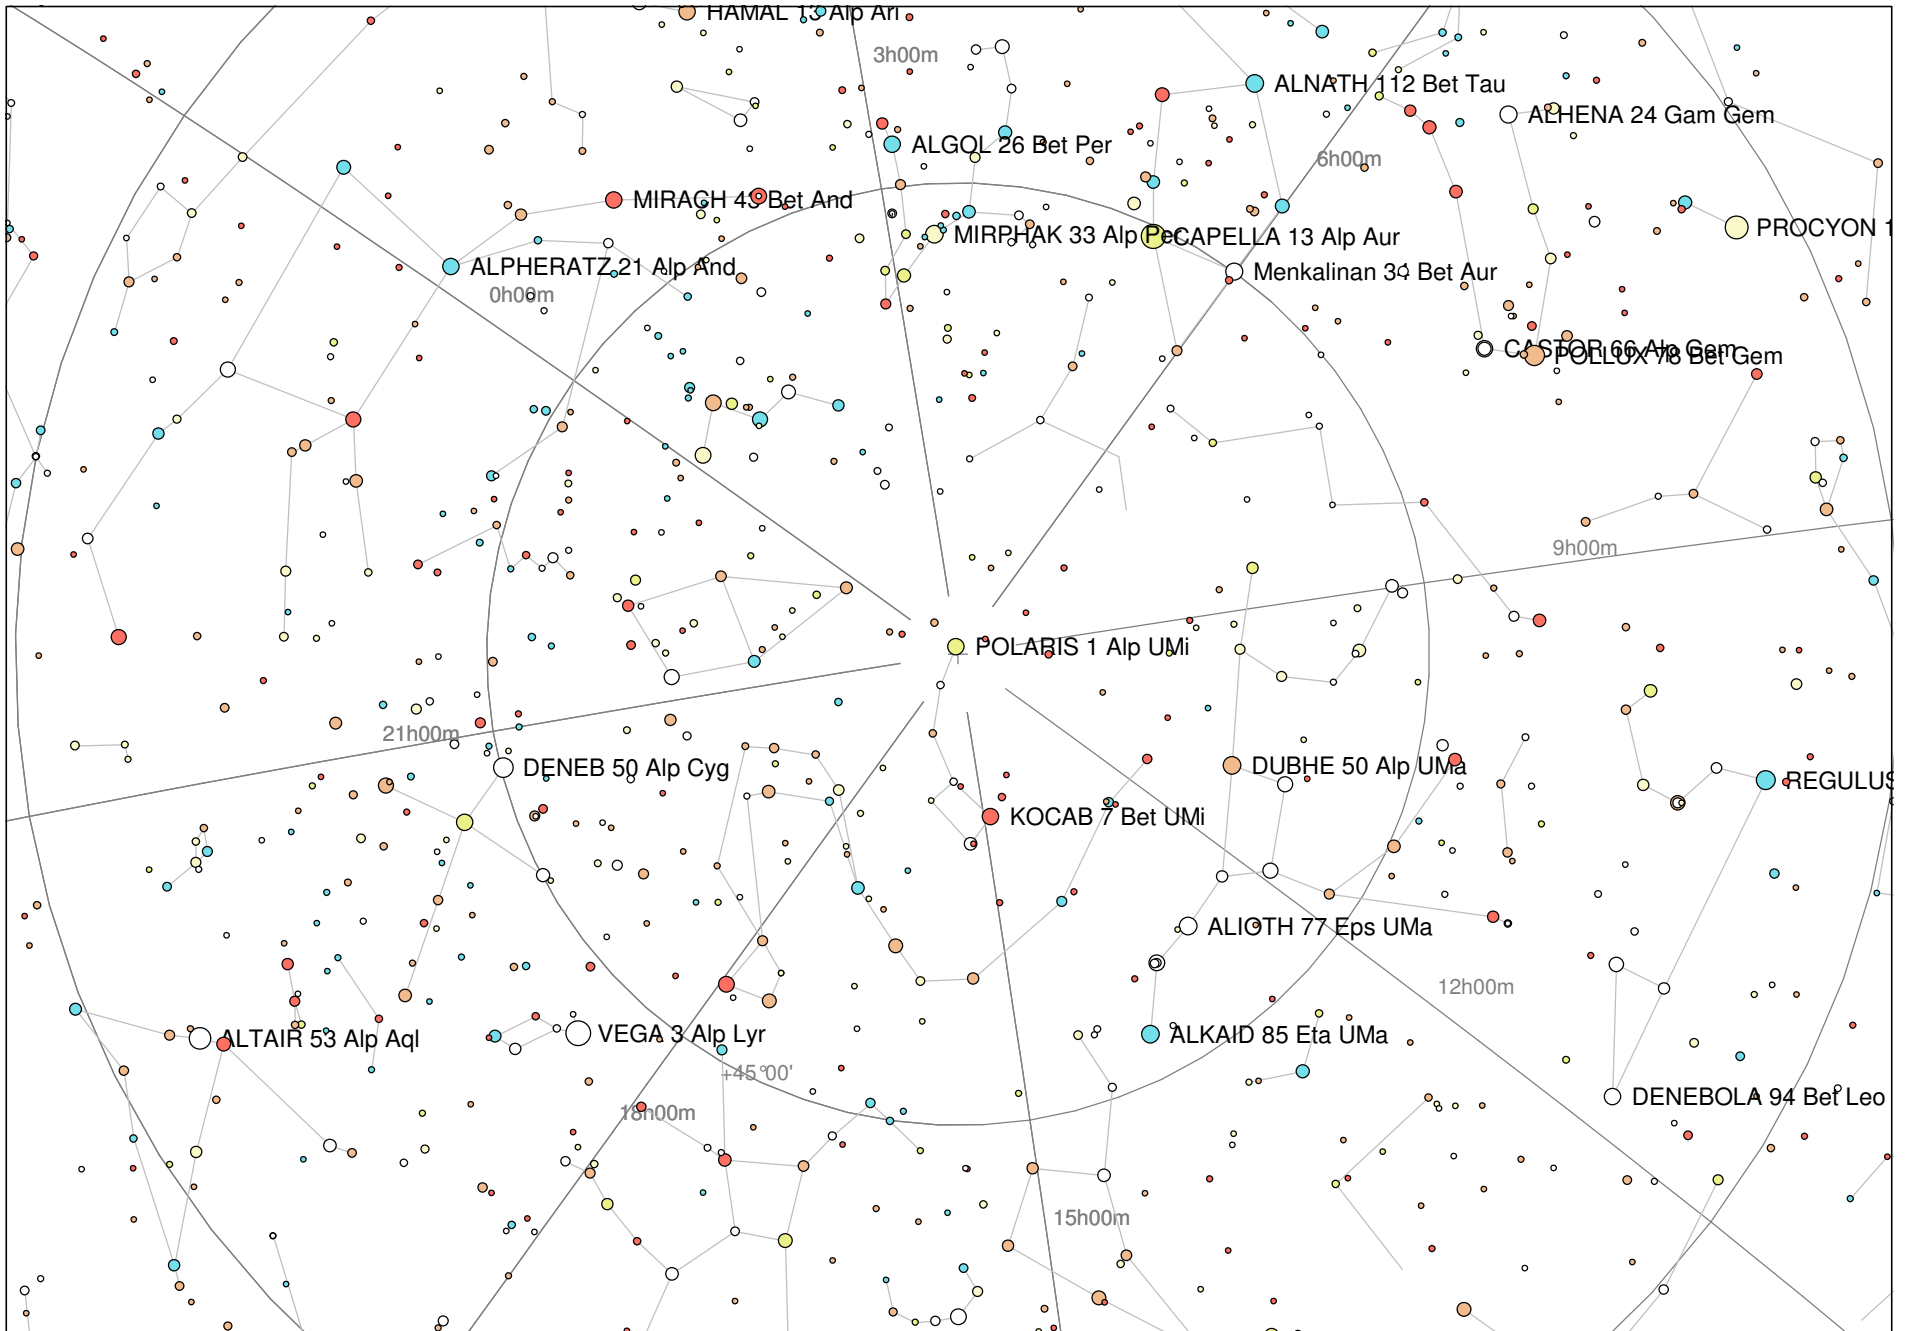 HAMAL 13 Alp Ari
3h00m
ALNATH 112 Bet Tau
ALHENA 24 Gam Gem
ALGOL 26 Bet Per
6h00m
MIRACH 43 Bet And
MIRPHAK 33 Alp Per
CAPELLA 13 Alp Aur
PROCYON 1
ALPHERATZ 21 Alp And
Menkalinan 34 Bet Aur
0h00m
CASTOR 66 Alp Gem
POLLUX 78 Bet Gem
9h00m
POLARIS 1 Alp UMi
21h00m
DENEB 50 Alp Cyg
DUBHE 50 Alp UMa
REGULUS
KOCAB 7 Bet UMi
ALIOTH 77 Eps UMa
12h00m
ALTAIR 53 Alp Aql
VEGA 3 Alp Lyr
ALKAID 85 Eta UMa
+45°00'
DENEBOLA 94 Bet Leo
18h00m
15h00m